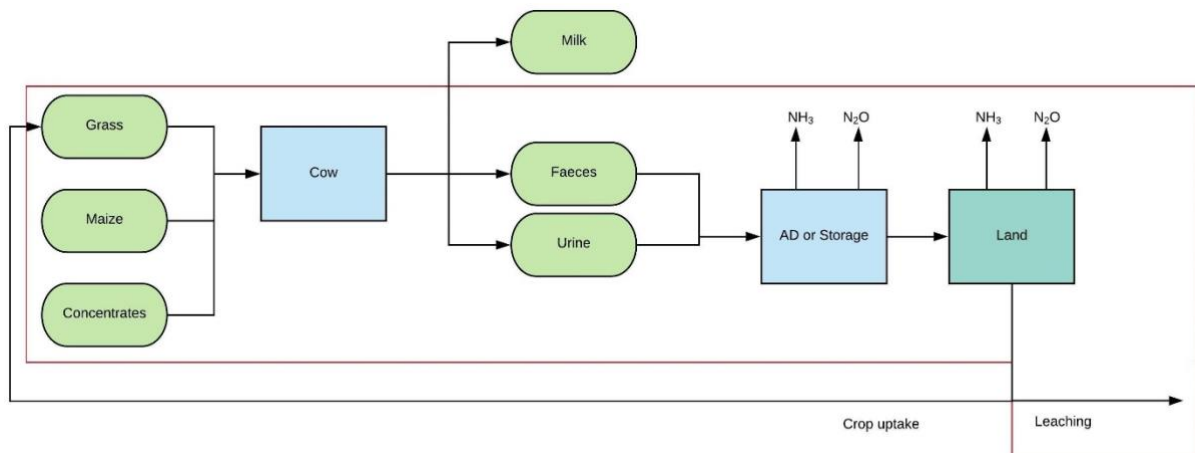 Milk
Grass
NH₃
N₂O
NH₃
N₂O
Cow
Faeces
Maize
Urine
AD or Storage
Land
Concentrates
Crop uptake
Leaching